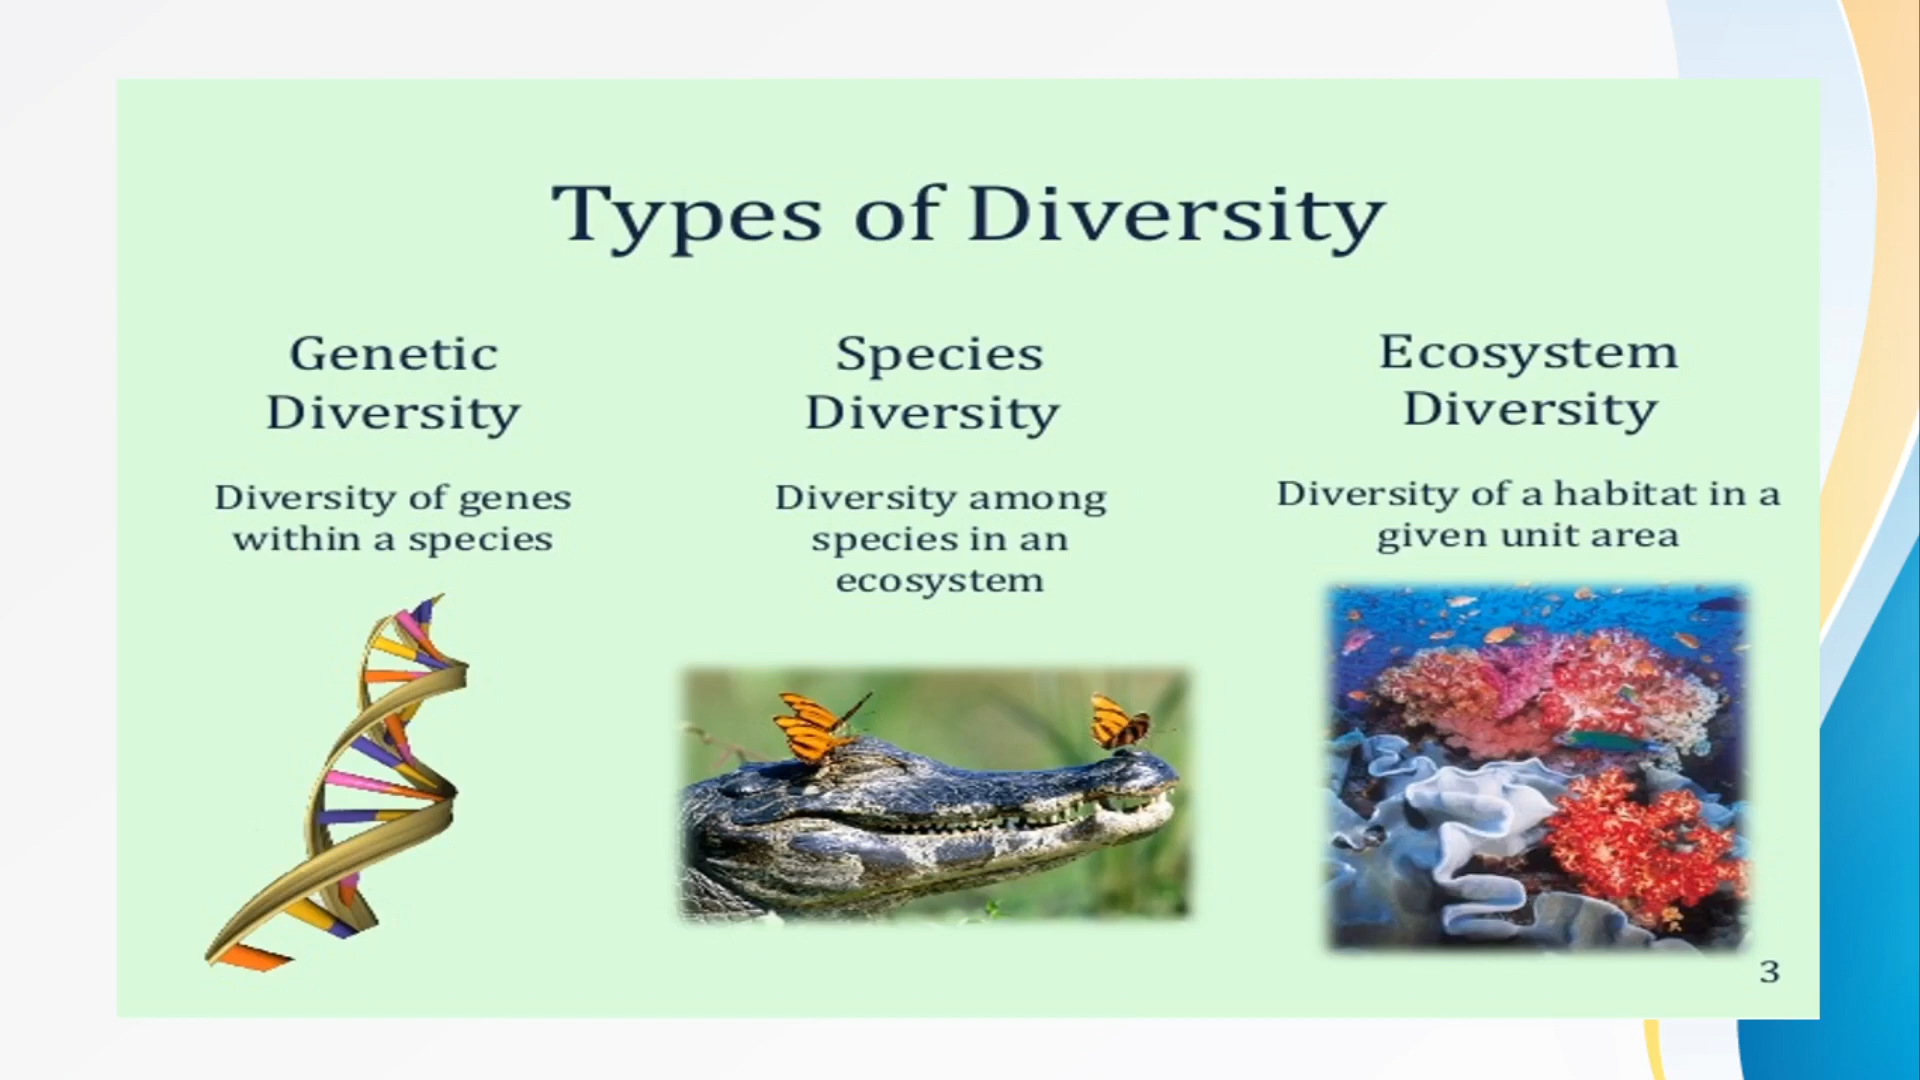 Types of Diversity
Genetic
Diversity
Diversity of genes
within a species
Species
Diversity
Diversity among
species in an
ecosystem
Ecosystem
Diversity
Diversity of a habitat in a
given unit area
3